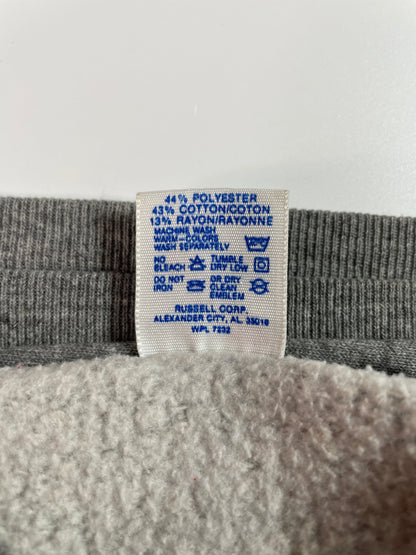 44% POLYESTER
43% COTTON/COTON
13% RAYON/RAYONNE
MACHINE WASH
WARM-COLORS
WASH SEPARATELY
NO BLEACH TUMBLE DRY LOW
DO NOT IRON DR DRY CLEAN EMBLEM
RUSSELL CORP.
ALEXANDER CITY, AL. 35010
WPL 7232